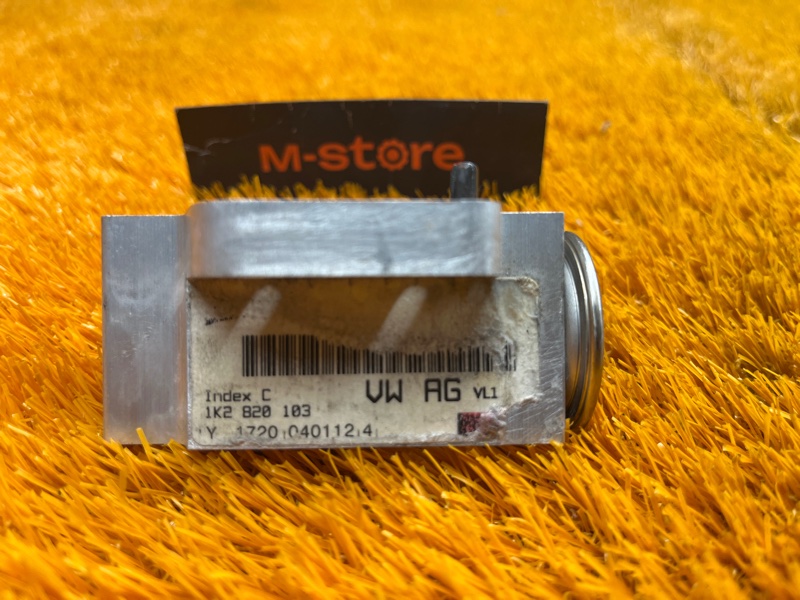 M-store
VW AG VL1
Index C
1K2 820 103
Y 1720 040112 4